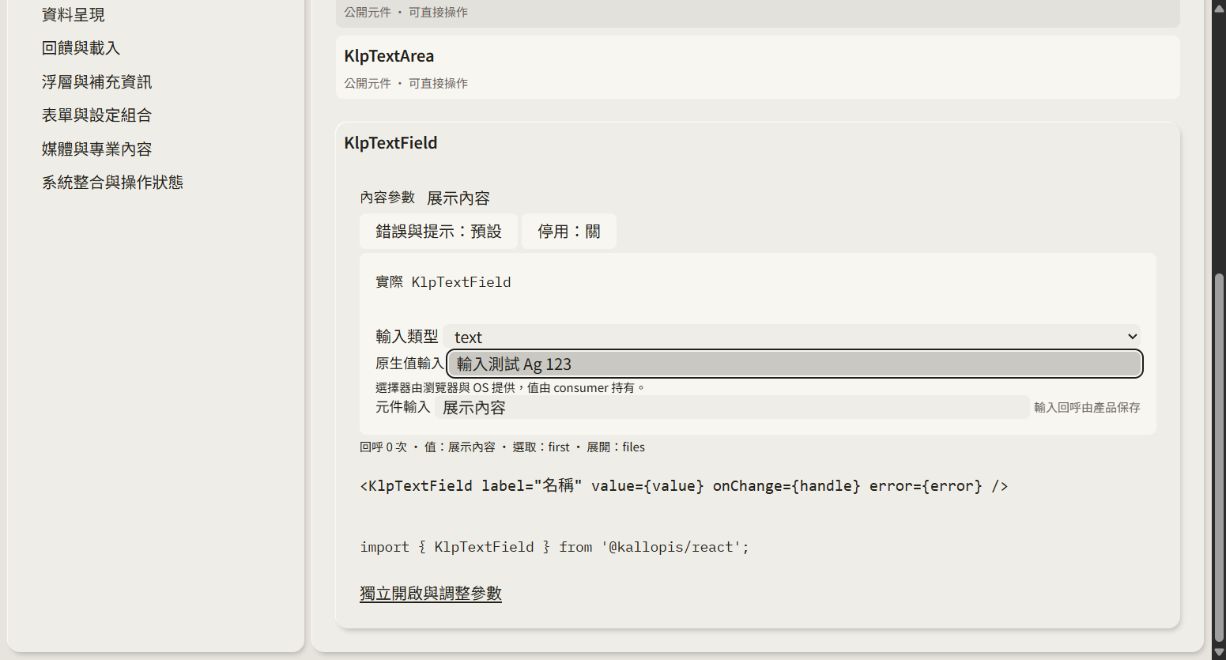 資料呈現
回饋與載入
浮層與補充資訊
表單與設定組合
媒體與專業內容
系統整合與操作狀態
公開元件 · 可直接操作
KlpTextArea
公開元件 · 可直接操作
KlpTextField
內容參數 展示內容
錯誤與提示：預設 停用：關
實際 KlpTextField
輸入類型 text
原生值輸入 輸入測試 Ag 123
選擇器由瀏覽器與 OS 提供，值由 consumer 持有。
元件輸入 展示內容 輸入回呼由產品保存
回呼 0 次 · 值：展示內容 · 選取：first · 展開：files
<KlpTextField label="名稱" value={value} onChange={handle} error={error} />
import { KlpTextField } from '@kallopis/react';
獨立開啟與調整參數